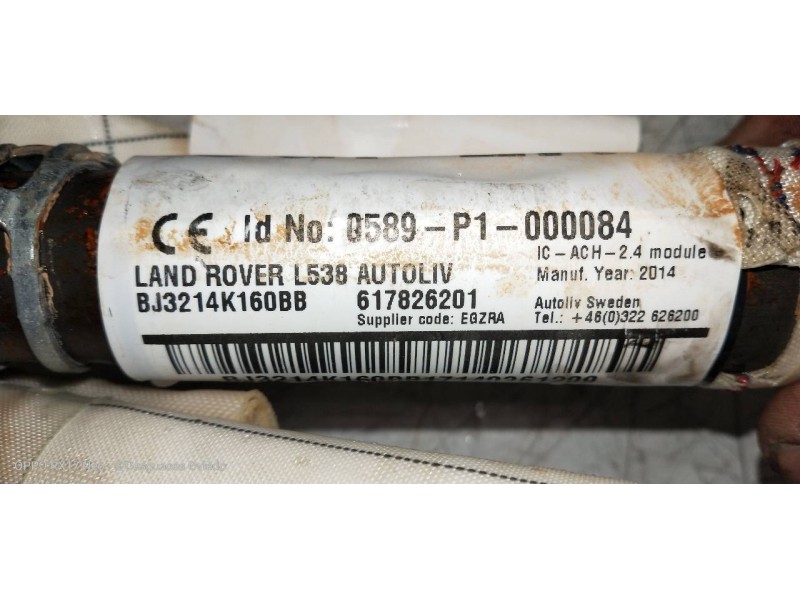 CE Id No: 0589-P1-000084
IC-ACH-2.4 module
LAND ROVER L538 AUTOLIV
Manuf. Year: 2014
BJ3214K160BB 617826201
Autoliv Sweden
Supplier code: EGZRA
Tel.: +46(0)322 626200